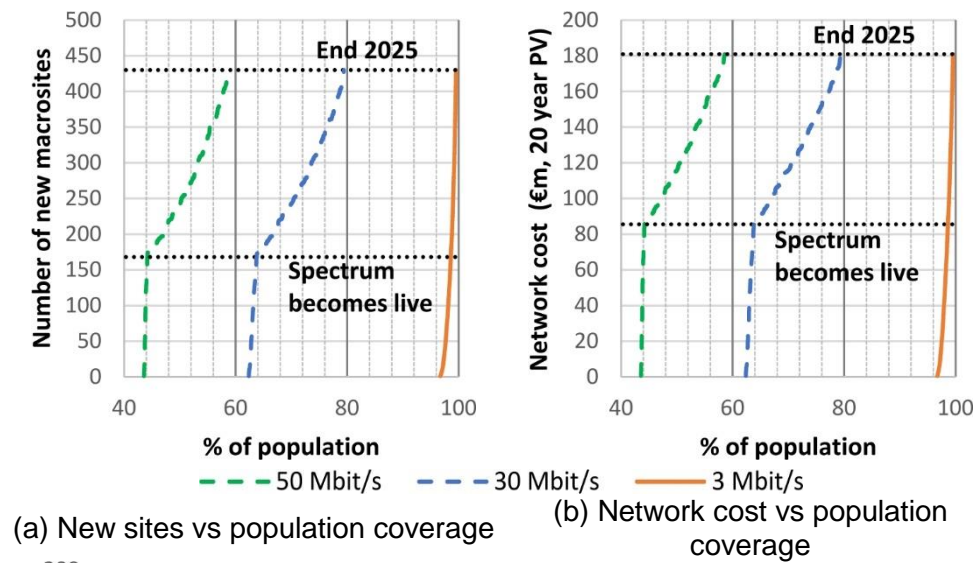 Number of new macrosites
500
450
400
350
300
250
200
150
100
50
0
End 2025
Spectrum
becomes live
40 60 80 100
% of population
Network cost (€m, 20 year PV)
200
180
160
140
120
100
80
60
40
20
0
End 2025
Spectrum
becomes live
40 60 80 100
% of population
50 Mbit/s 30 Mbit/s 3 Mbit/s
(a) New sites vs population coverage
(b) Network cost vs population
coverage